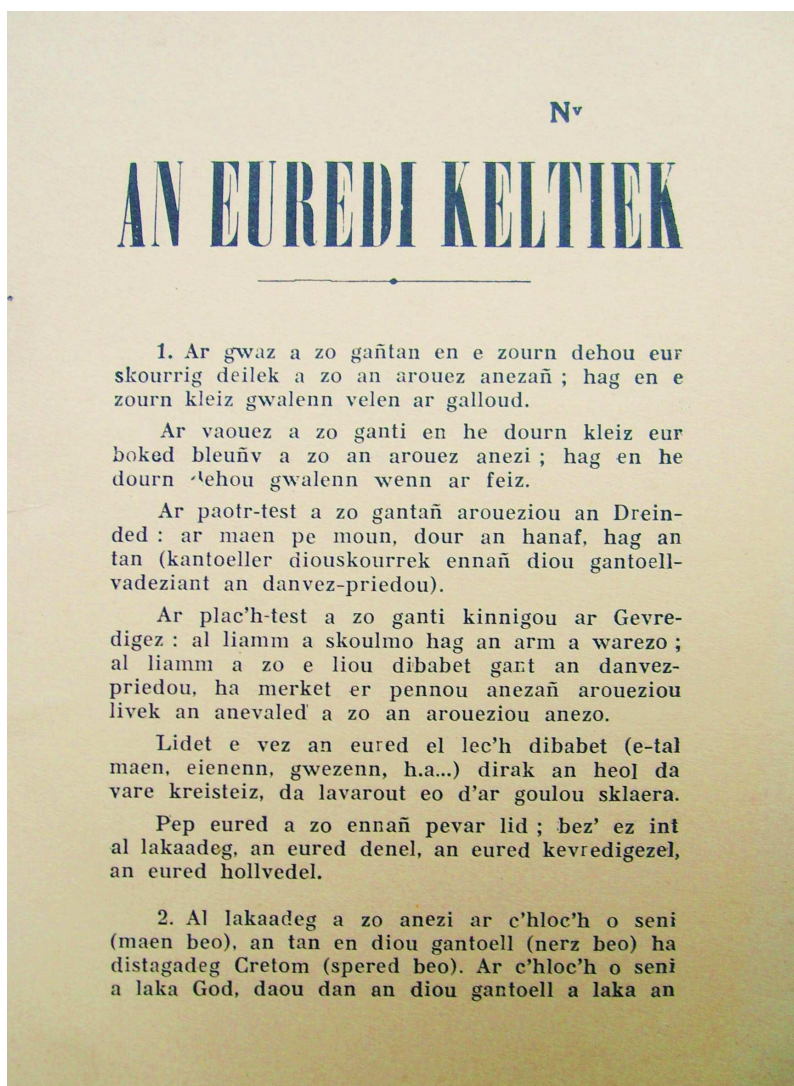 Nv
AN EUREDI KELTIEK
1. Ar gwaz a zo gañtan en e zourn dehou eur
skourrig deilek a zo an arouez anezañ ; hag en e
zourn kleiz gwalenn velen ar galloud.
Ar vaouez a zo ganti en he dourn kleiz eur
boked bleuñv a zo an arouez anezi ; hag en he
dourn dehou gwalenn wenn ar feiz.
Ar paotr-test a zo gantañ aroueziou an Drein-
ded : ar maen pe moun, dour an hanaf, hag an
tan (kantoeller diouskourrek ennañ diou gantoell-
vadeziant an danvez-priedou).
Ar plac'h-test a zo ganti kinnigou ar Gevre-
digez : al liamm a skoulmo hag an arm a warezo ;
al liamm a zo e liou dibabet gant an danvez-
priedou, ha merket er pennou anezañ aroueziou
livek an anevaled a zo an aroueziou anezo.
Lidet e vez an eured el lec'h dibabet (e-tal
maen, eienenn, gwezenn, h.a...) dirak an heol da
vare kreisteiz, da lavarout eo d'ar goulou sklaera.
Pep eured a zo ennañ pevar lid ; bez' ez int
al lakaadeg, an eured denel, an eured kevredigezel,
an eured hollvedel.
2. Al lakaadeg a zo anezi ar c'hloc'h o seni
(maen beo), an tan en diou gantoell (nerz beo) ha
distagadeg Cretom (spered beo). Ar c'hloc'h o seni
a laka God, daou dan an diou gantoell a laka an